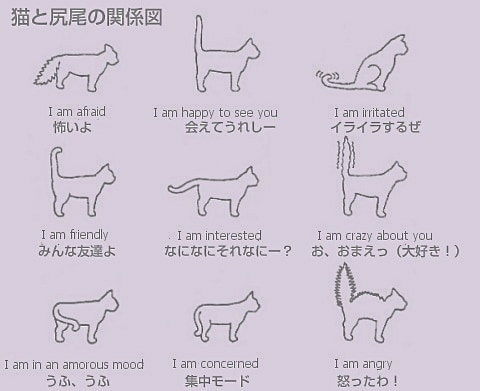 猫と尻尾の関係図
I am afraid
怖いよ
I am happy to see you
会えてうれしー
I am irritated
イライラするぜ
I am friendly
みんな友達よ
I am interested
なになにそれなにー？
I am crazy about you
お、おまえっ（大好き！）
I am in an amorous mood
うふ、うふ
I am concerned
集中モード
I am angry
怒ったわ！